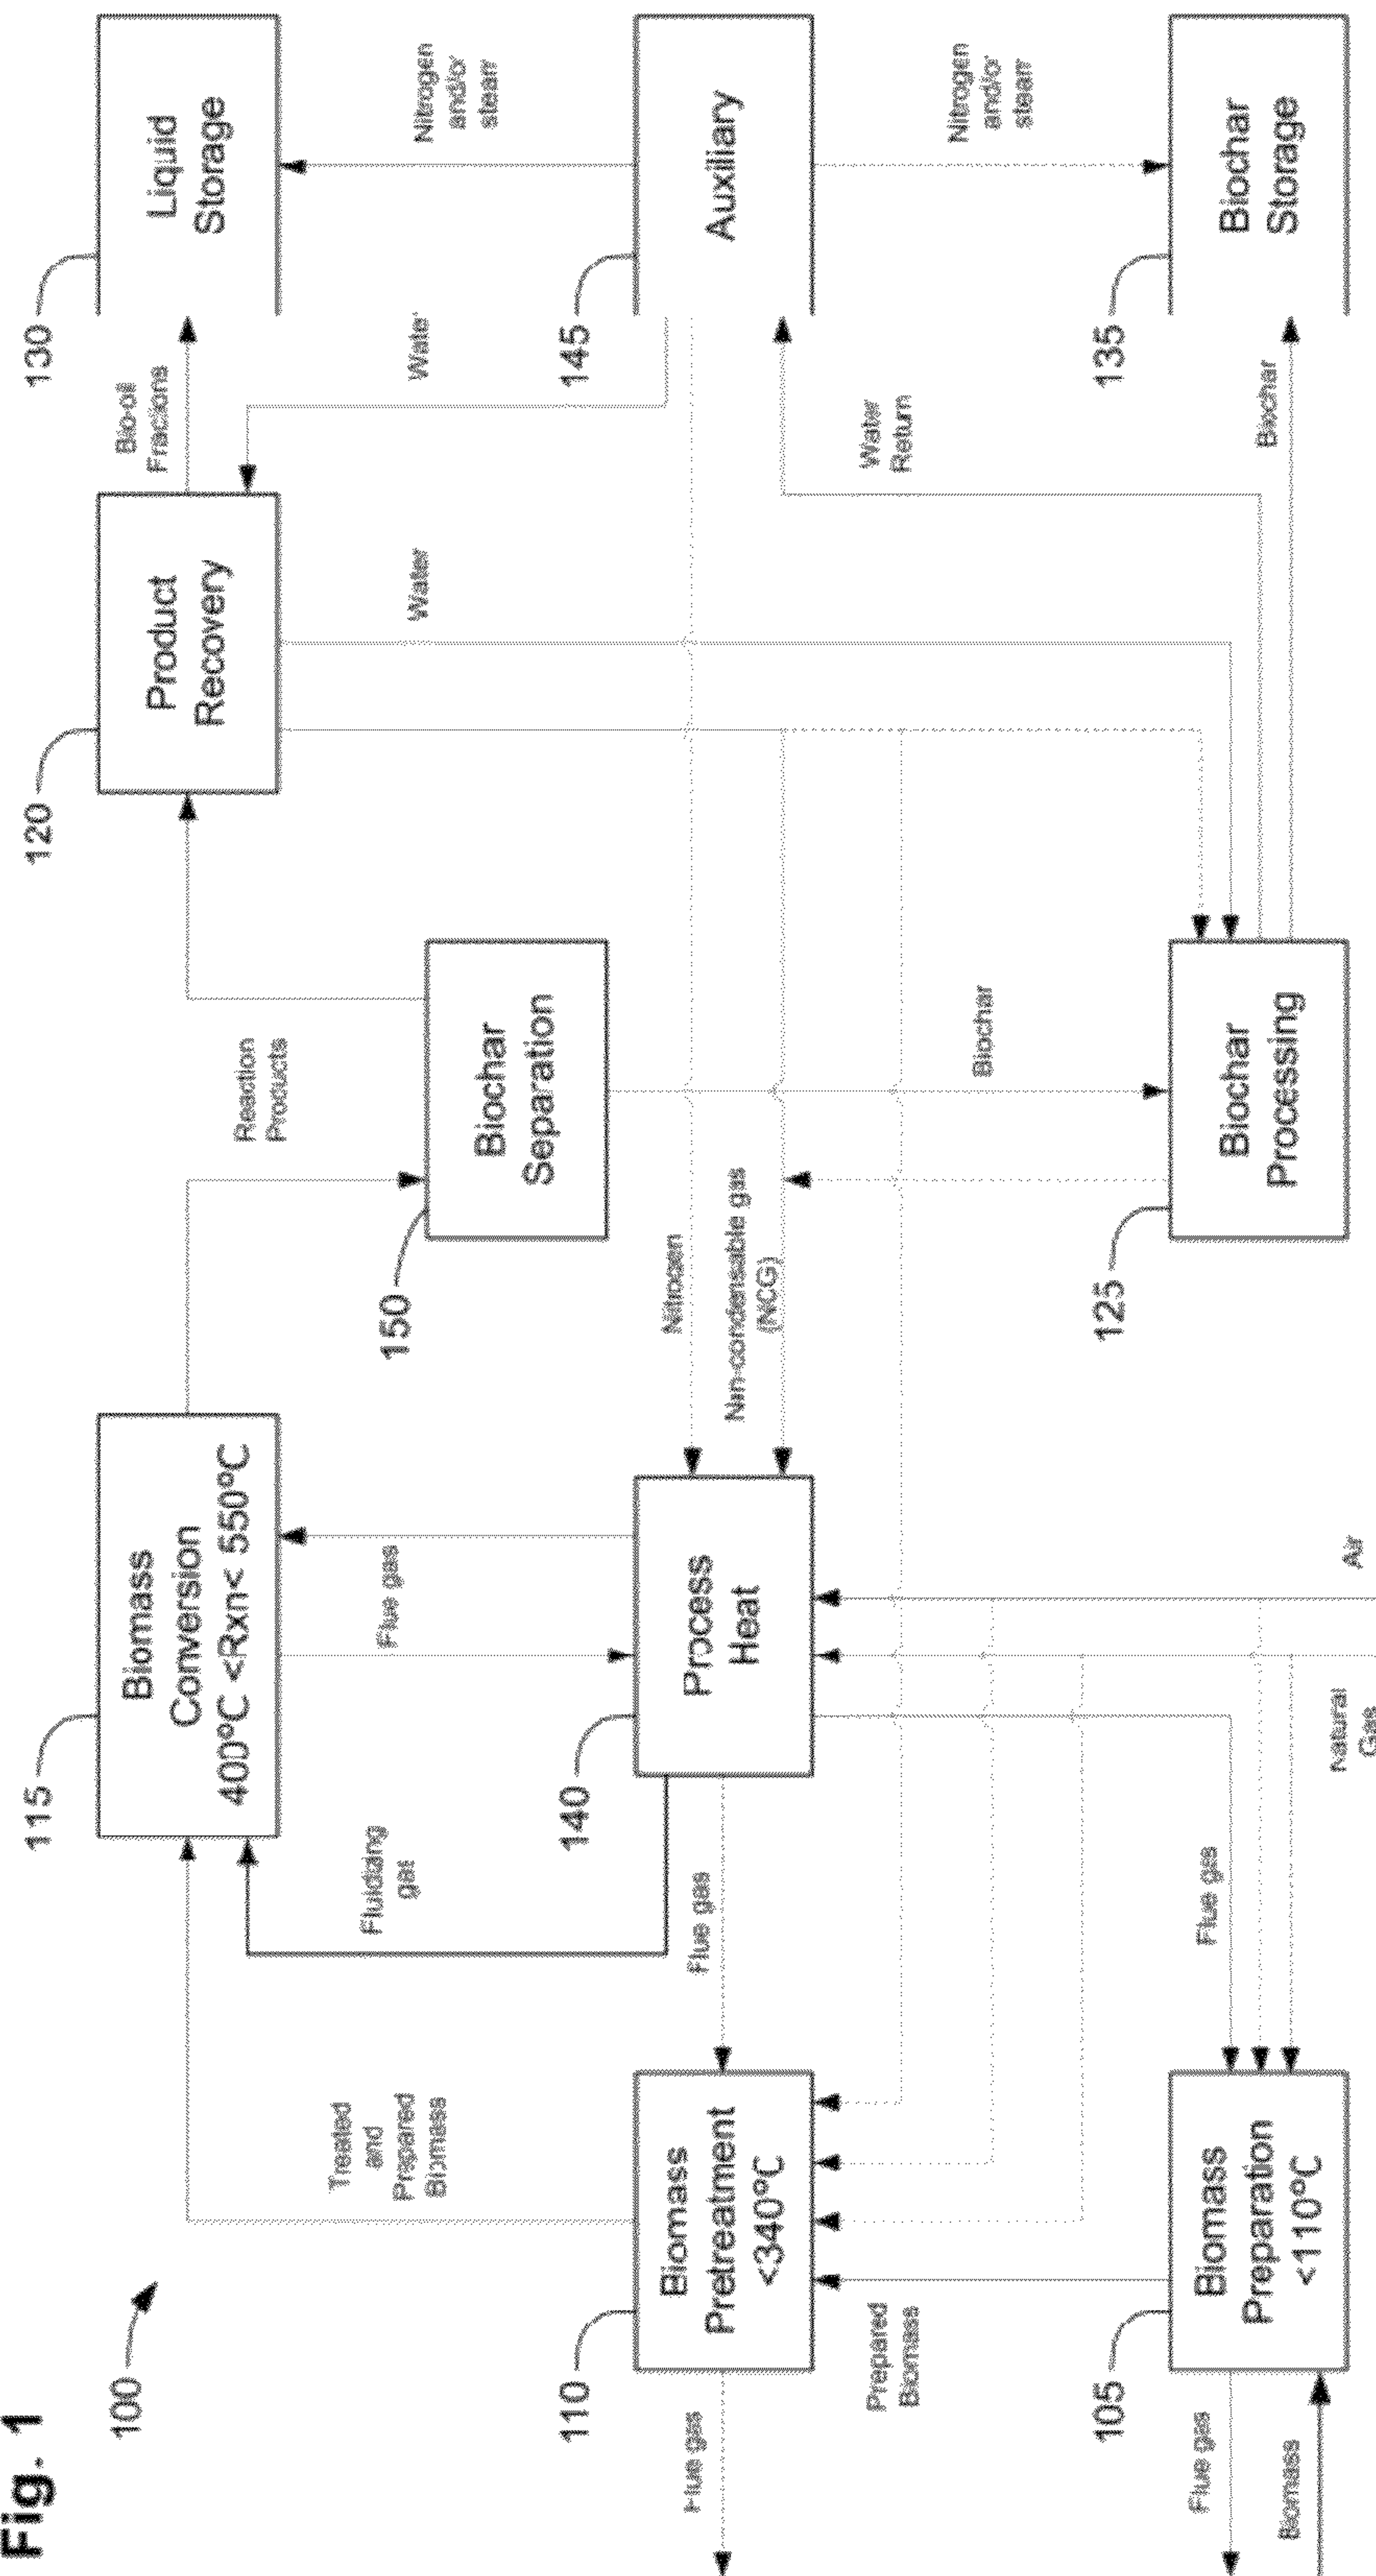 Fig. 1
100
115
Biomass
Conversion
400°C <Rxn< 550°C
120
Product
Recovery
Bio-oil
Fractions
130
Liquid
Storage
Treated
and
Prepared
Biomass
Fluidizing
gas
Flue gas
Reaction
Products
150
Biochar
Separation
Water
Water
Nitrogen
and/or
steam
110
Biomass
Pretreatment
<340°C
Flue gas
Flue gas
140
Process
Heat
Nitrogen
Non-condensable gas
(NCG)
145
Auxiliary
Prepared
Biomass
Biochar
Water
Return
Nitrogen
and/or
steam
105
Biomass
Preparation
<110°C
Flue gas
Biomass
Flue gas
Natural
Gas
Air
125
Biochar
Processing
Biochar
135
Biochar
Storage